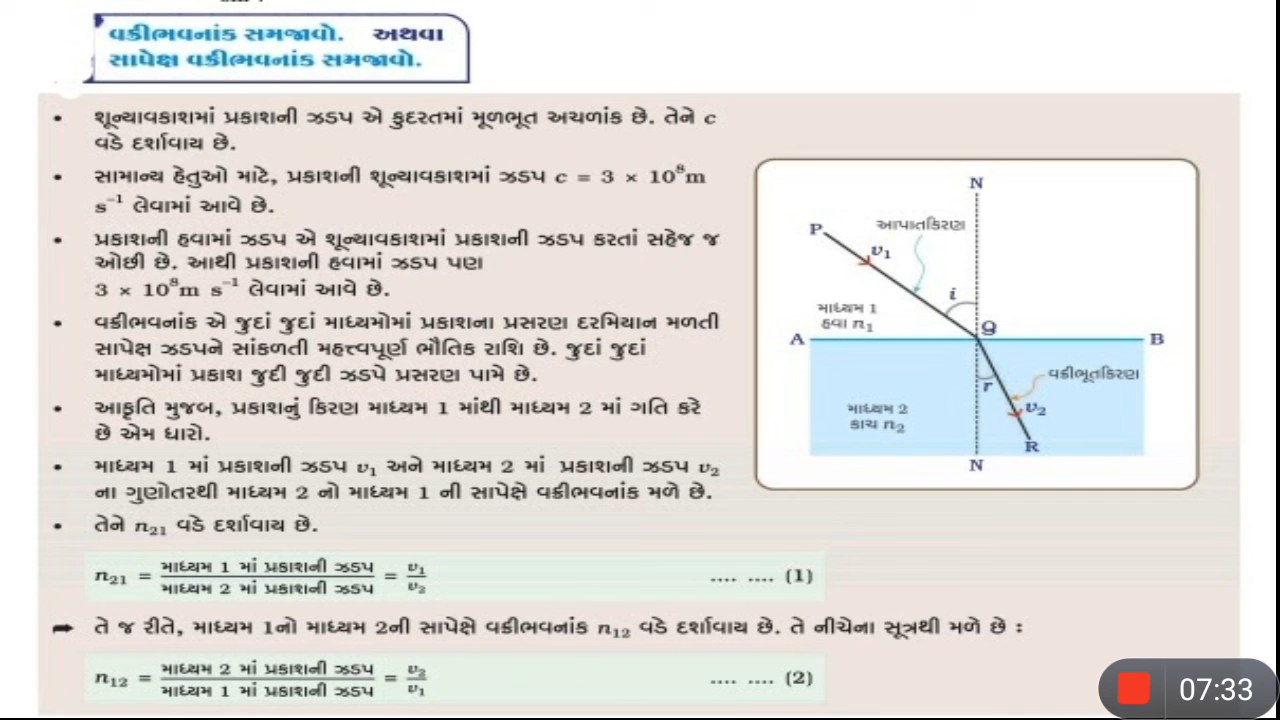 વક્રીભવનાંક સમજાવો. અથવા
સાપેક્ષ વક્રીભવનાંક સમજાવો.
• શૂન્યાવકાશમાં પ્રકાશની ઝડપ એ કુદરતમાં મૂળભૂત અચળાંક છે. તેને c
વડે દર્શાવાય છે.
• સામાન્ય હેતુઓ માટે, પ્રકાશની શૂન્યાવકાશમાં ઝડપ c = 3 × 10⁸m
s⁻¹ લેવામાં આવે છે.
• પ્રકાશની હવામાં ઝડપ એ શૂન્યાવકાશમાં પ્રકાશની ઝડપ કરતાં સહેજ જ
ઓછી છે. આથી પ્રકાશની હવામાં ઝડપ પણ
3 × 10⁸m s⁻¹ લેવામાં આવે છે.
• વક્રીભવનાંક એ જુદાં જુદાં માધ્યમોમાં પ્રકાશના પ્રસરણ દરમિયાન મળતી
સાપેક્ષ ઝડપને સાંકળતી મહત્ત્વપૂર્ણ ભૌતિક રાશિ છે. જુદાં જુદાં
માધ્યમોમાં પ્રકાશ જુદી જુદી ઝડપે પ્રસરણ પામે છે.
• આકૃતિ મુજબ, પ્રકાશનું કિરણ માધ્યમ 1 માંથી માધ્યમ 2 માં ગતિ કરે
છે એમ ધારો.
• માધ્યમ 1 માં પ્રકાશની ઝડપ v₁ અને માધ્યમ 2 માં પ્રકાશની ઝડપ v₂
ના ગુણોતરથી માધ્યમ 2 નો માધ્યમ 1 ની સાપેક્ષે વક્રીભવનાંક મળે છે.
• તેને n₂₁ વડે દર્શાવાય છે.
n₂₁ = માધ્યમ 1 માં પ્રકાશની ઝડપ / માધ્યમ 2 માં પ્રકાશની ઝડપ = v₁ / v₂ .... .... (1)
➡ તે જ રીતે, માધ્યમ 1નો માધ્યમ 2ની સાપેક્ષે વક્રીભવનાંક n₁₂ વડે દર્શાવાય છે. તે નીચેના સૂત્રથી મળે છે :
n₁₂ = માધ્યમ 2 માં પ્રકાશની ઝડપ / માધ્યમ 1 માં પ્રકાશની ઝડપ = v₂ / v₁ .... .... (2)
N
P
આપાતકિરણ
v₁
i
માધ્યમ 1
હવા n₁
Q
A
B
વક્રીભૂતકિરણ
r
માધ્યમ 2
કાચ n₂
v₂
R
N
07:33